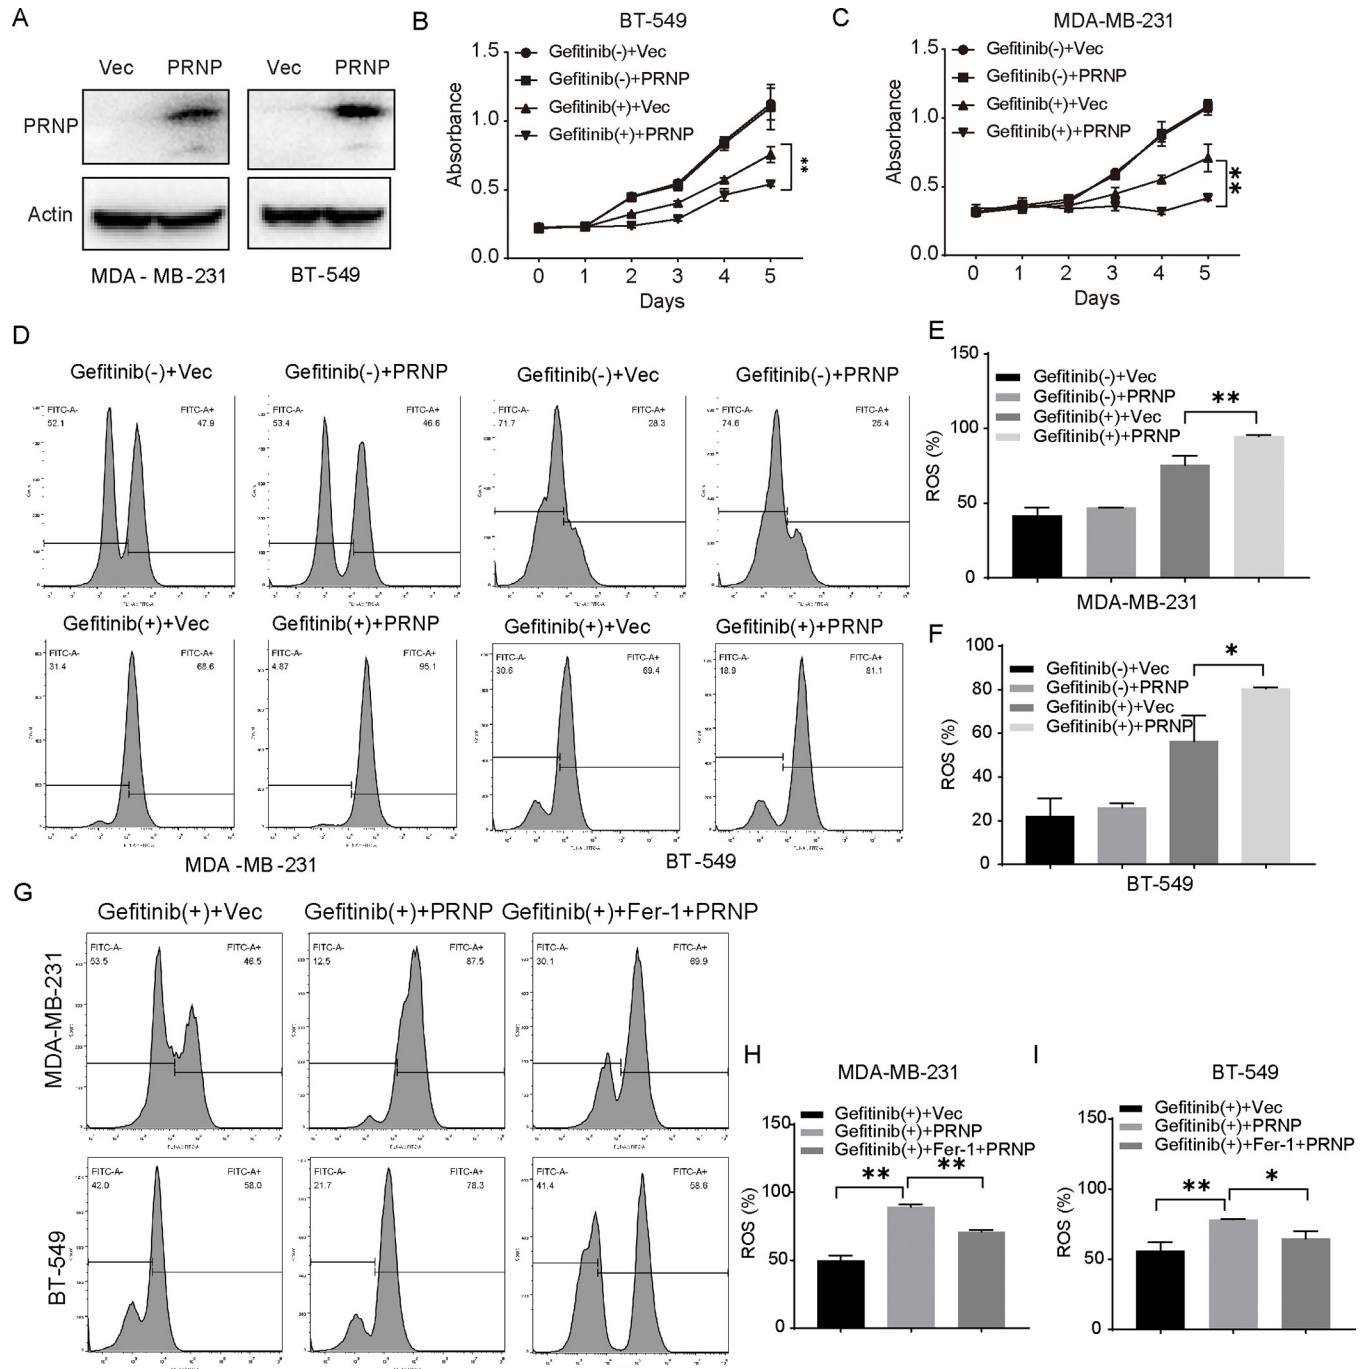 A
Vec PRNP Vec PRNP
PRNP
Actin
MDA - MB-231 BT-549
B
BT-549
Absorbance
1.5
1.0
0.5
0.0
Gefitinib(-)+Vec
Gefitinib(-)+PRNP
Gefitinib(+)+Vec
Gefitinib(+)+PRNP
**
0 1 2 3 4 5
Days
C
MDA-MB-231
Absorbance
1.5
1.0
0.5
0.0
Gefitinib(-)+Vec
Gefitinib(-)+PRNP
Gefitinib(+)+Vec
Gefitinib(+)+PRNP
**
0 1 2 3 4 5
Days
D
Gefitinib(-)+Vec Gefitinib(-)+PRNP Gefitinib(-)+Vec Gefitinib(-)+PRNP
FITC-A- FITC-A+ FITC-A- FITC-A+ FITC-A- FITC-A+ FITC-A- FITC-A+
52.1 47.9 53.4 46.6 71.7 28.3 74.6 25.4
Gefitinib(+)+Vec Gefitinib(+)+PRNP Gefitinib(+)+Vec Gefitinib(+)+PRNP
FITC-A- FITC-A+ FITC-A- FITC-A+ FITC-A- FITC-A+ FITC-A- FITC-A+
31.4 68.6 4.87 95.1 30.6 69.4 18.9 81.1
MDA -MB-231 BT-549
E
ROS (%)
150
100
50
0
Gefitinib(-)+Vec
Gefitinib(-)+PRNP
Gefitinib(+)+Vec
Gefitinib(+)+PRNP
**
MDA-MB-231
F
ROS (%)
100
80
60
40
20
0
Gefitinib(-)+Vec
Gefitinib(-)+PRNP
Gefitinib(+)+Vec
Gefitinib(+)+PRNP
*
BT-549
G
Gefitinib(+)+Vec Gefitinib(+)+PRNP Gefitinib(+)+Fer-1+PRNP
MDA-MB-231
FITC-A- FITC-A+ FITC-A- FITC-A+ FITC-A- FITC-A+
53.5 46.5 12.5 87.5 30.1 69.9
BT-549
FITC-A- FITC-A+ FITC-A- FITC-A+ FITC-A- FITC-A+
42.0 58.0 21.7 78.3 41.4 58.6
H
MDA-MB-231
Gefitinib(+)+Vec
Gefitinib(+)+PRNP
Gefitinib(+)+Fer-1+PRNP
ROS (%)
150
100
50
0
** **
I
BT-549
Gefitinib(+)+Vec
Gefitinib(+)+PRNP
Gefitinib(+)+Fer-1+PRNP
ROS (%)
150
100
50
0
** *